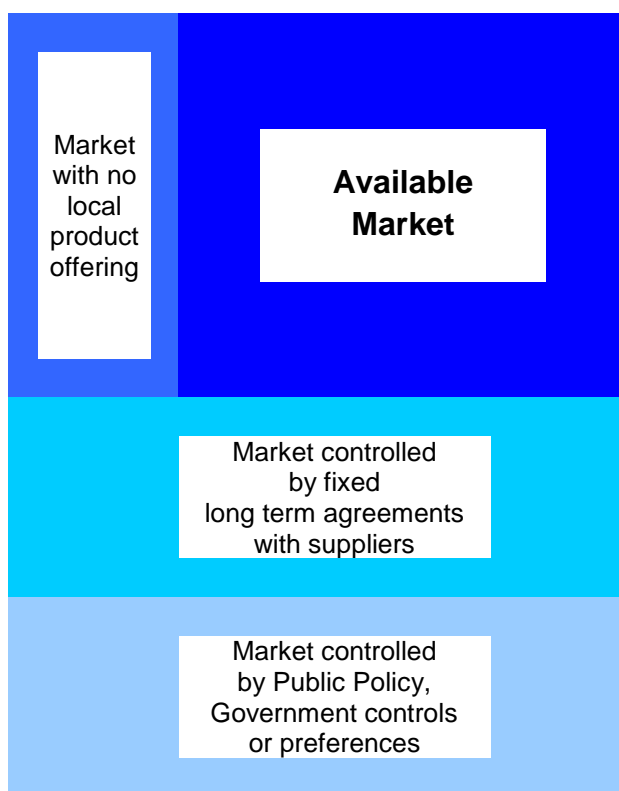 Market
with no
local
product
offering
Available
Market
Market controlled
by fixed
long term agreements
with suppliers
Market controlled
by Public Policy,
Government controls
or preferences